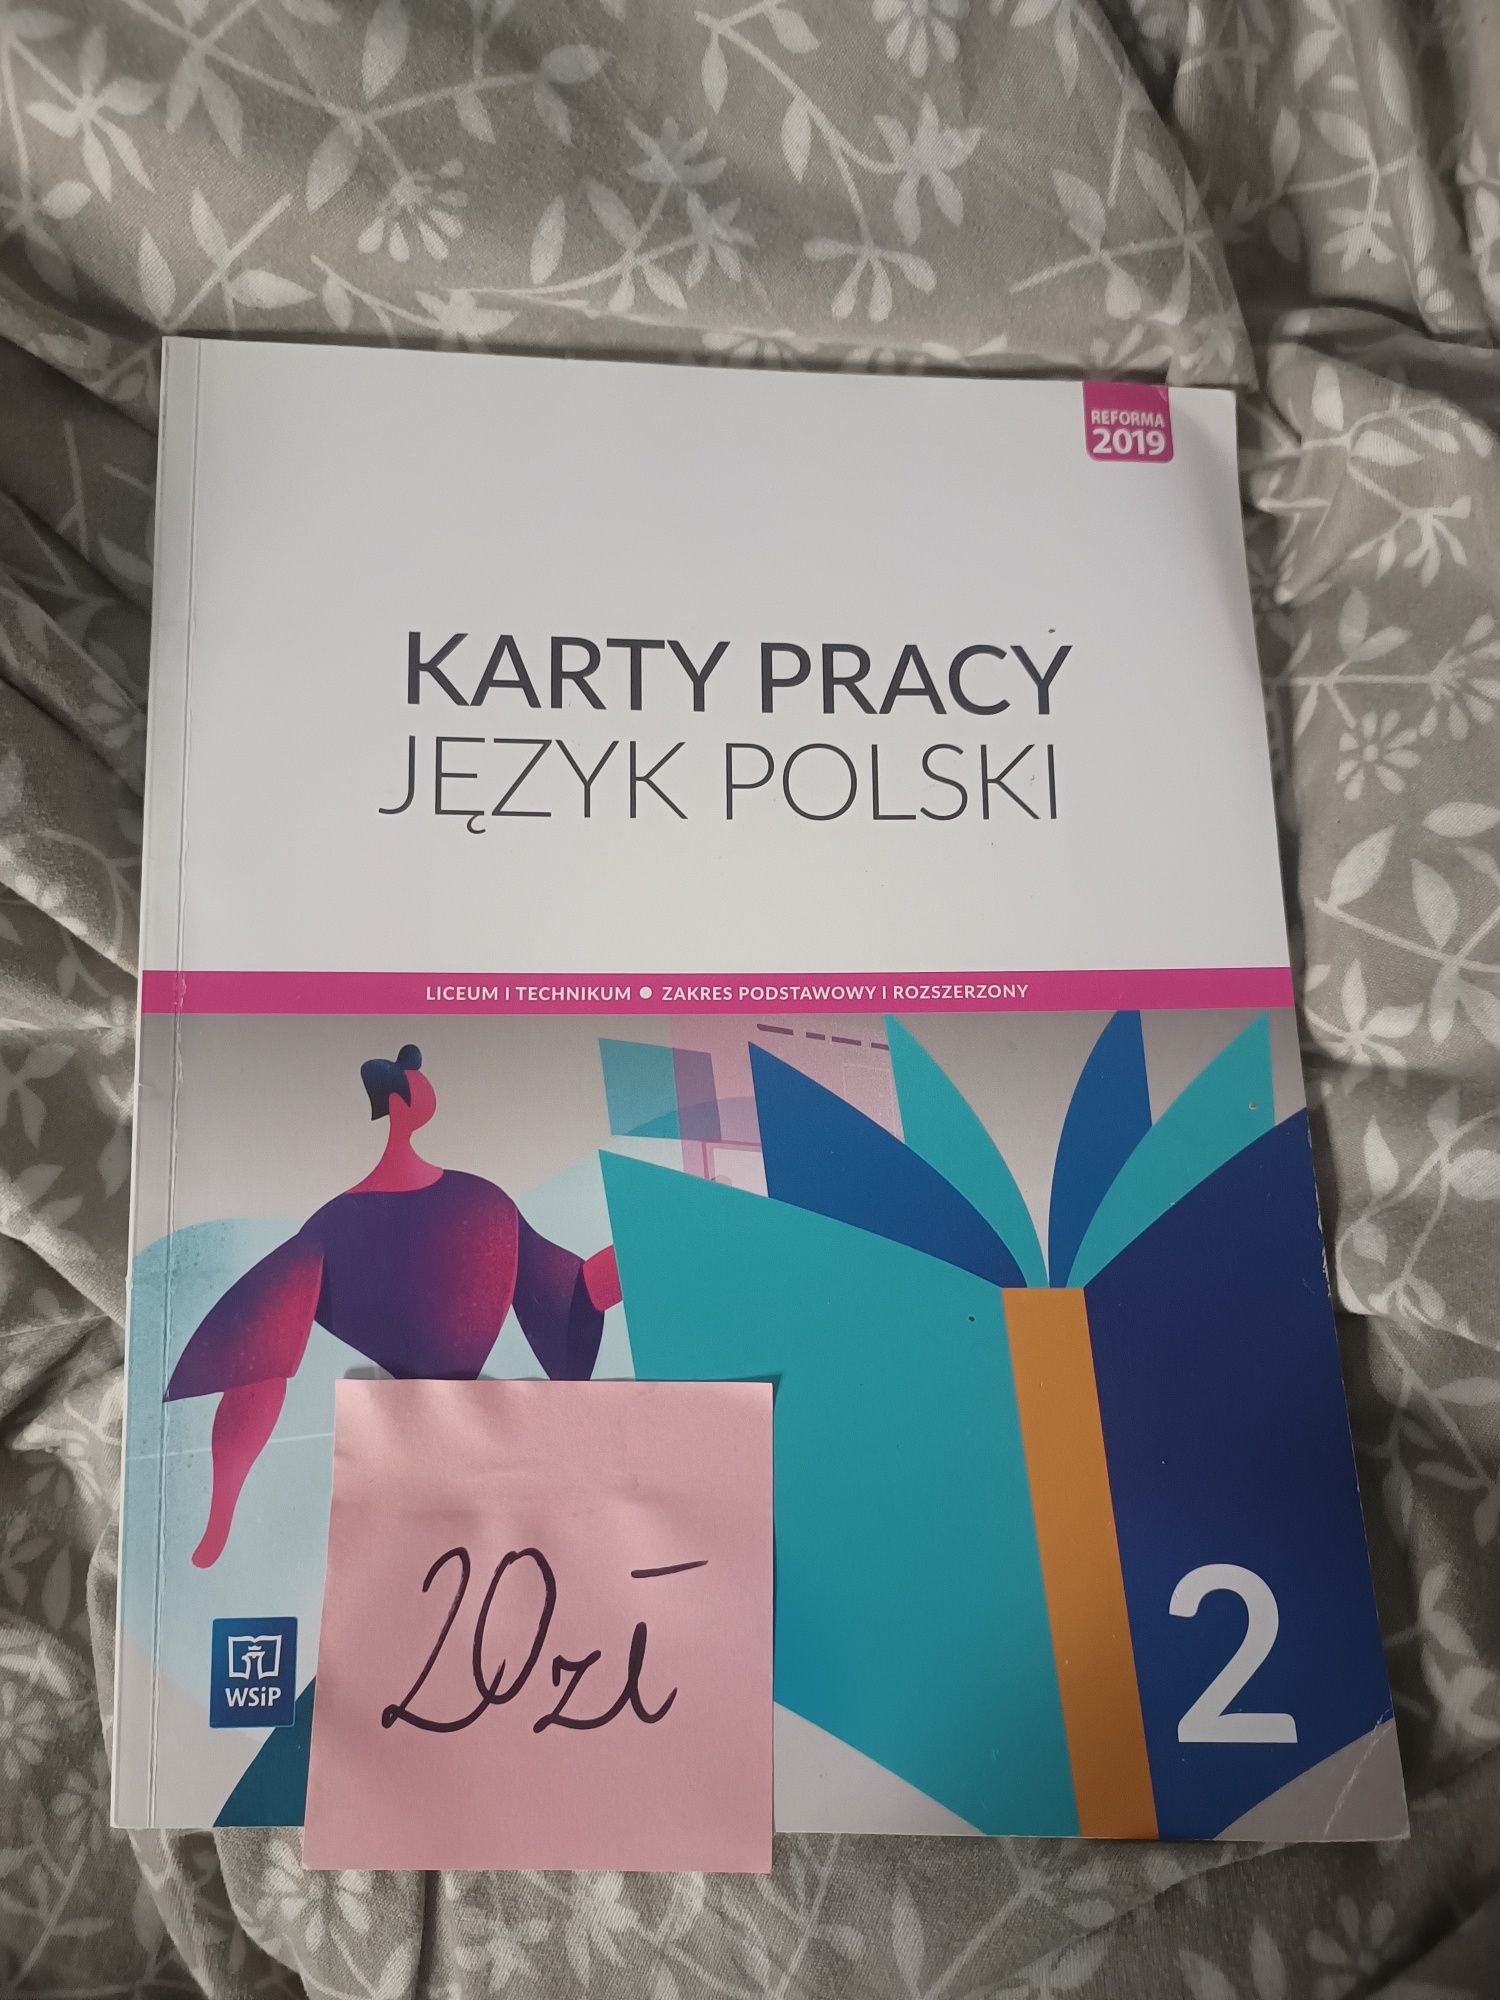 REFORMA
2019
KARTY PRACY
JĘZYK POLSKI
LICEUM I TECHNIKUM ● ZAKRES PODSTAWOWY I ROZSZERZONY
20zł
WSiP
2